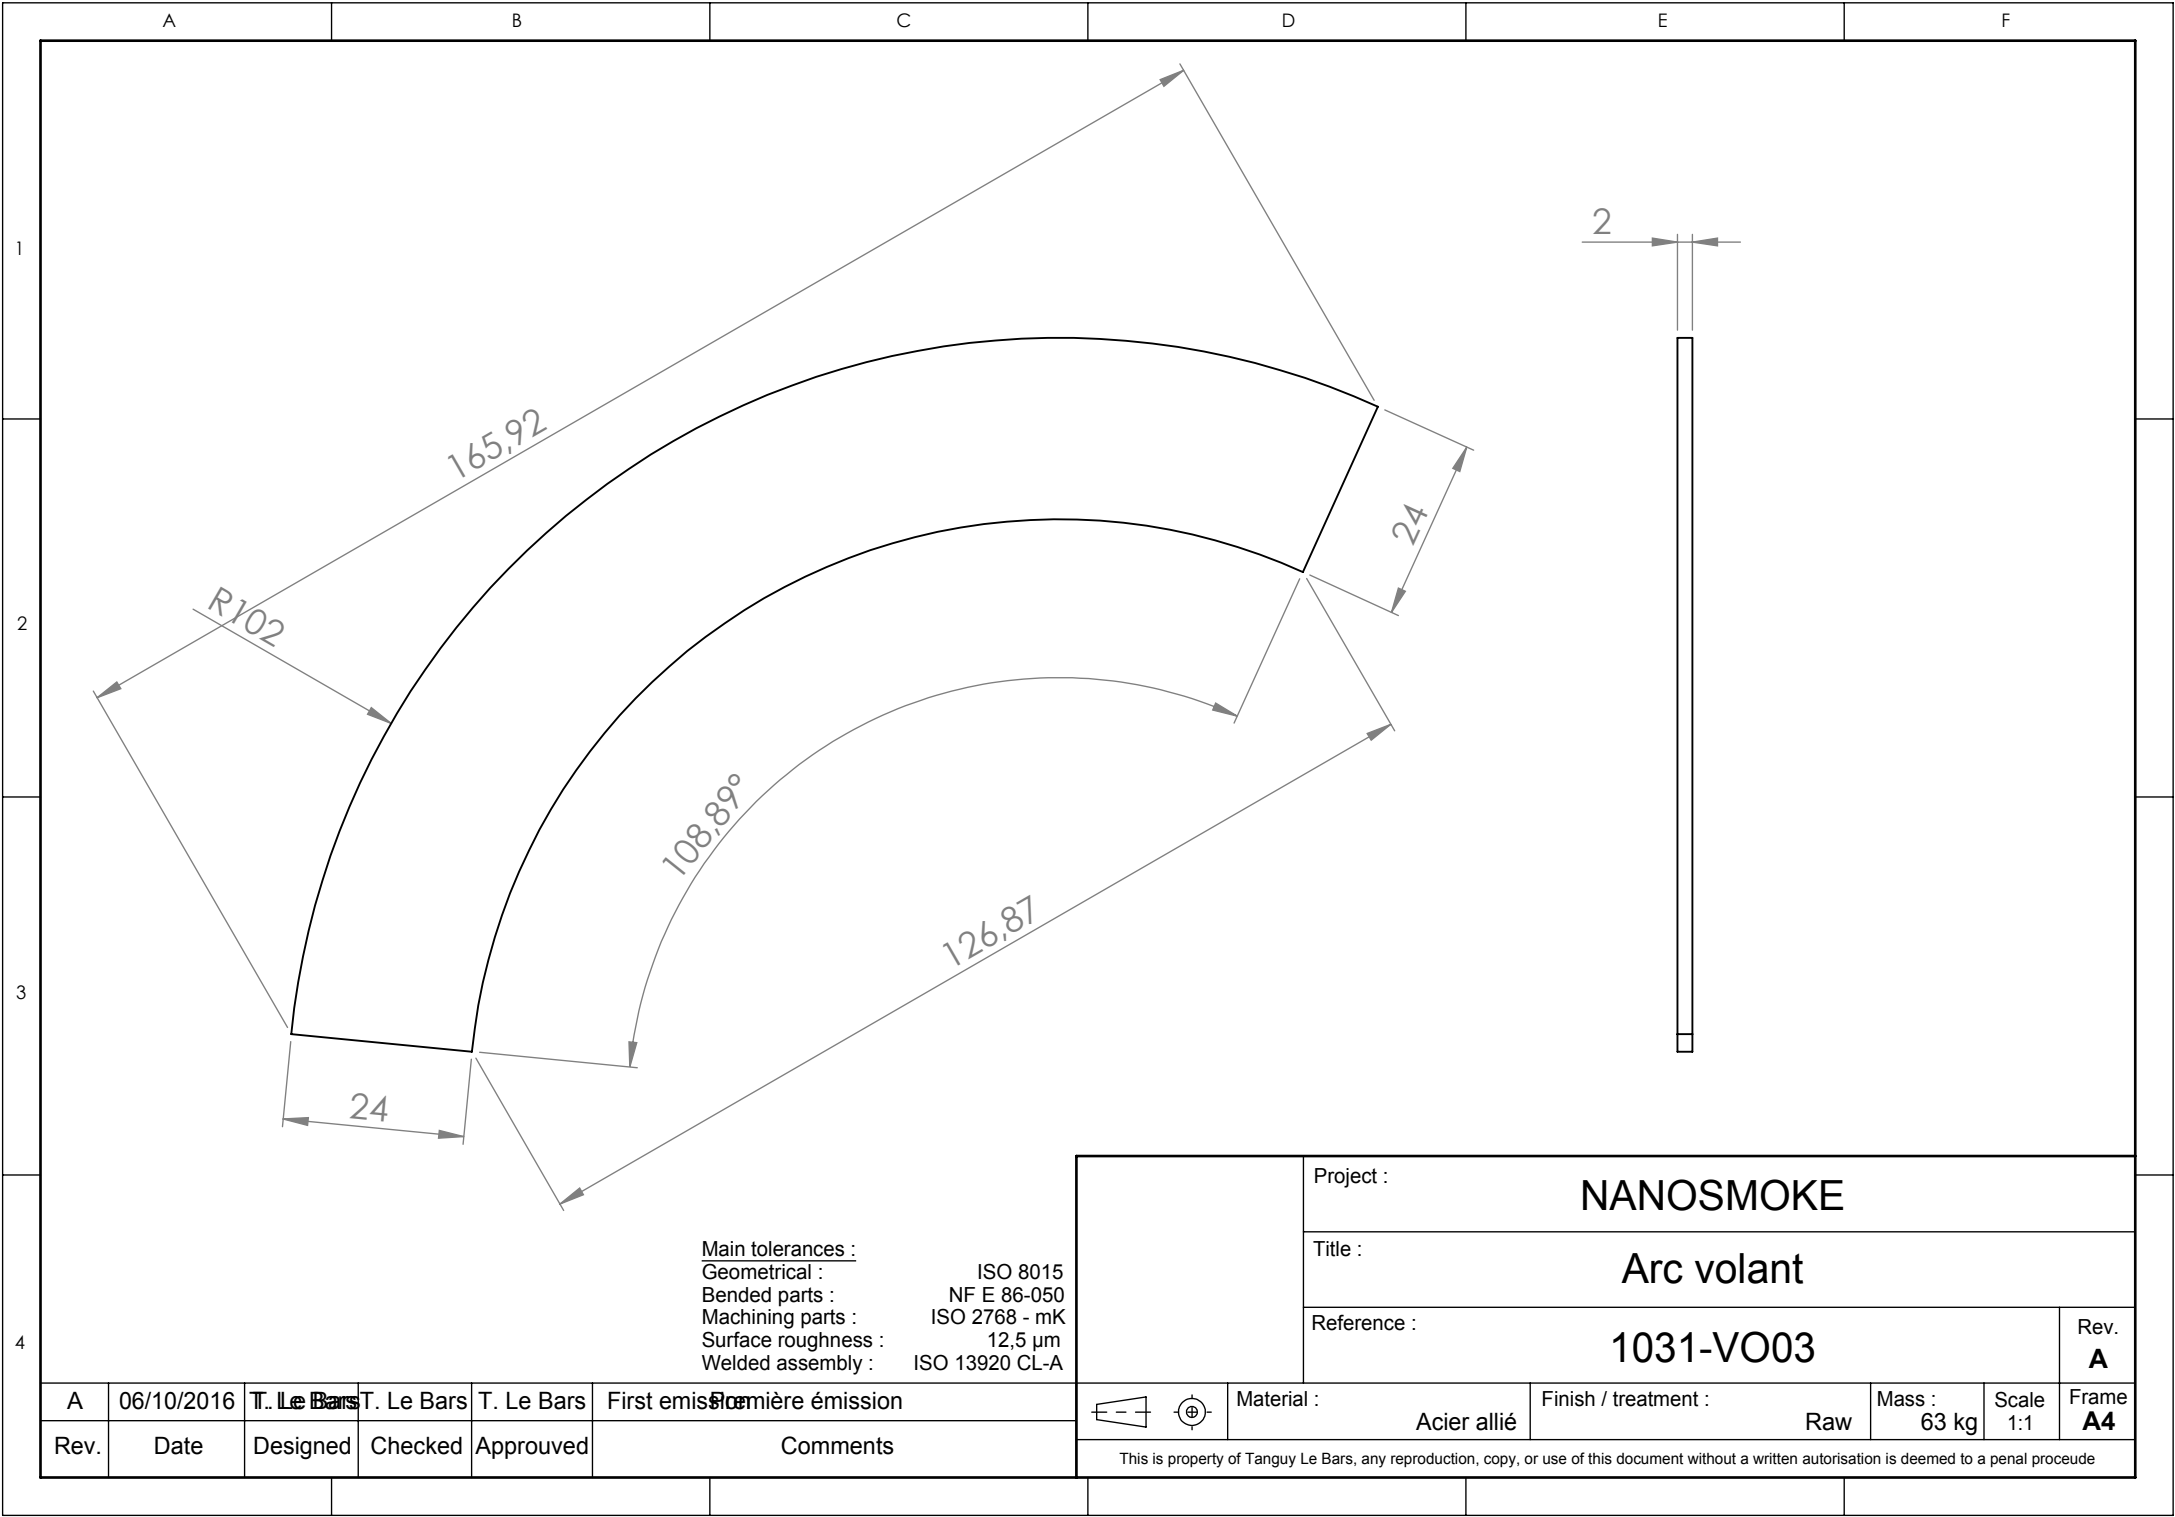 A B C D E F
1
2
3
4
165,92
2
R102
24
108,89°
126,87
24
Main tolerances :
Geometrical : ISO 8015
Bended parts : NF E 86-050
Machining parts : ISO 2768 - mK
Surface roughness : 12,5 µm
Welded assembly : ISO 13920 CL-A
Project :
NANOSMOKE
Title :
Arc volant
Reference :
1031-VO03
Rev.
A
A 06/10/2016 T. Le Bars T. Le Bars T. Le Bars First emission Première émission
Rev. Date Designed Checked Approuved Comments
Material :
Acier allié
Finish / treatment :
Raw
Mass :
63 kg
Scale
1:1
Frame
A4
This is property of Tanguy Le Bars, any reproduction, copy, or use of this document without a written autorisation is deemed to a penal proceude